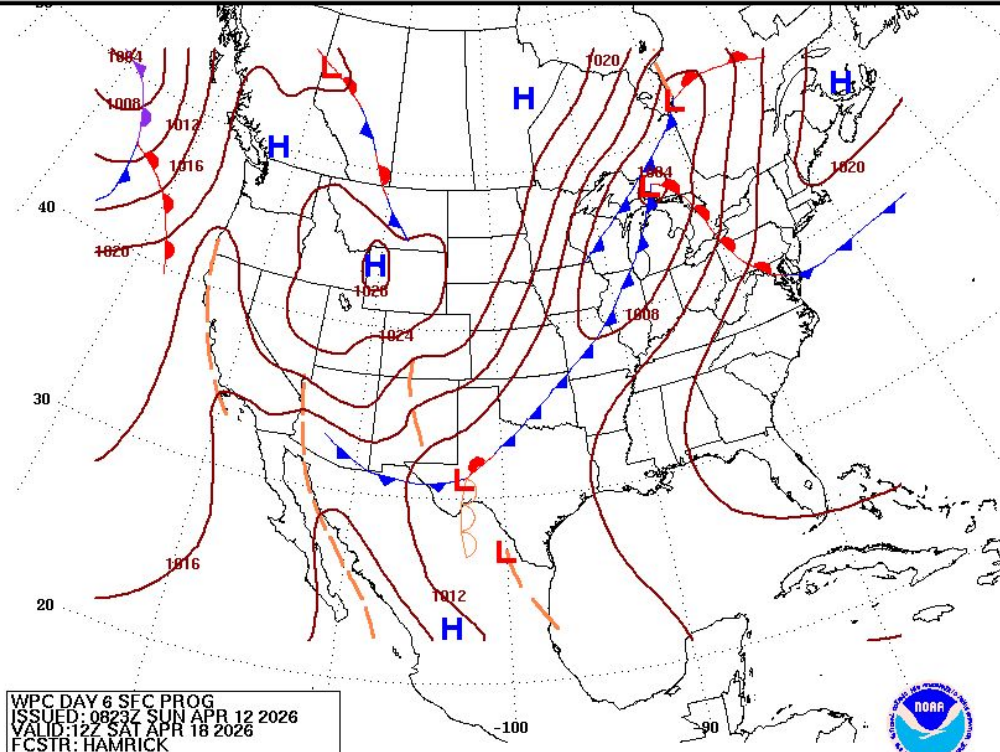 1004
1020
L
H
L
H
1008
L
1012
H
1016
1004
1020
L
40
1020
H
1028
1008
1024
30
L
L
1016
1012
20
H
WPC DAY 6 SFC PROG
ISSUED: 0823Z SUN APR 12 2026
VALID:12Z SAT APR 18 2026
FCSTR: HAMRICK
-100
-90
NOAA